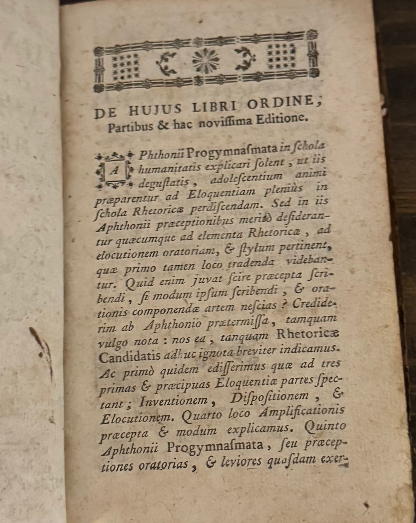 DE HUJUS LIBRI ORDINE,
Partibus & hac noviſſima Editione.
APhthonii Progymnaſmata in ſchola
humanitatis explicari ſolent, ut iis
deguſtatis, adoleſcentium animi
præparentur ad Eloquentiam pleniùs in
ſchola Rhetoricæ perdiſcendam. Sed in iis
Aphthonii præceptionibus meritò deſideran-
tur quæcumque ad elementa Rhetoricæ, ad
elocutionem oratoriam, & ſtylum pertinent,
quæ primo tamen loco tradenda videban-
tur. Quid enim juvat ſcire præcepta ſcri-
bendi, ſi modum ipſum ſcribendi, & ora-
tionis componendæ artem neſcias? Credide-
rim ab Aphthonio prætermiſſa, tamquam
vulgo nota: nos ea, tanquam Rhetoricæ
Candidatis adhuc ignota breviter indicamus.
Ac primò quidem ediſſerimus quæ ad tres
primas & præcipuas Eloquentiæ partes ſpec-
tant; Inventionem, Diſpoſitionem, &
Elocutionem. Quarto loco Amplificationis
præcepta & modum explicamus. Quinto
Aphthonii Progymnaſmata, ſeu præcep-
tiones oratorias, & leviores quaſdam exer-